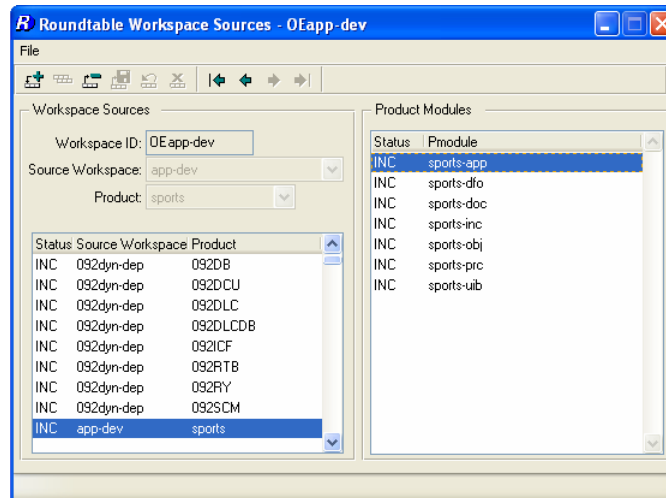 R Roundtable Workspace Sources - OEapp-dev
File
Workspace Sources
Workspace ID: OEapp-dev
Source Workspace: app-dev
Product: sports
Status Source Workspace Product
INC 092dyn-dep 092DB
INC 092dyn-dep 092DCU
INC 092dyn-dep 092DLC
INC 092dyn-dep 092DLCDB
INC 092dyn-dep 092ICF
INC 092dyn-dep 092RTB
INC 092dyn-dep 092RY
INC 092dyn-dep 092SCM
INC app-dev sports
Product Modules
Status Pmodule
INC sports-app
INC sports-dfo
INC sports-doc
INC sports-inc
INC sports-obj
INC sports-prc
INC sports-uib